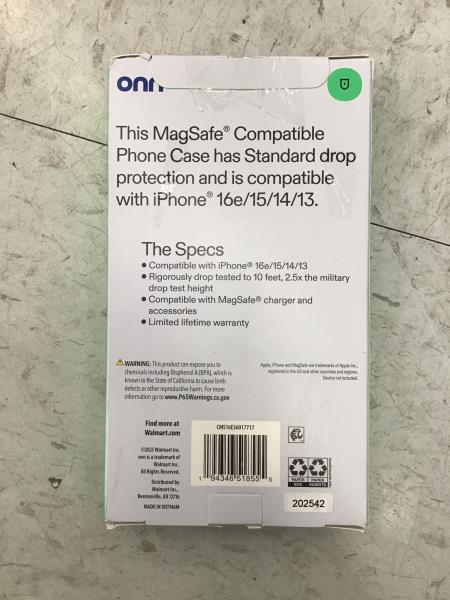 onn
This MagSafe® Compatible
Phone Case has Standard drop
protection and is compatible
with iPhone® 16e/15/14/13.
The Specs
• Compatible with iPhone® 16e/15/14/13
• Rigorously drop tested to 10 feet, 2.5x the military
drop test height
• Compatible with MagSafe® charger and
accessories
• Limited lifetime warranty
WARNING: This product can expose you to
chemicals including Bisphenol A (BPA), which is
known to the State of California to cause birth
defects or other reproductive harm. For more
information go to www.P65Warnings.ca.gov
Apple, iPhone and MagSafe are trademarks of Apple Inc.,
registered in the US and other countries and regions.
Device not included.
Find more at
Walmart.com
©2025 Walmart Inc.
onn is a trademark of
Walmart Inc.
All Rights Reserved.
Distributed by
Walmart Inc.,
Bentonville, AR 72716
MADE IN VIETNAM
CMS16E36017717
1 94346 51855 5
PAPER BOX
PAPER INSERTS
202542